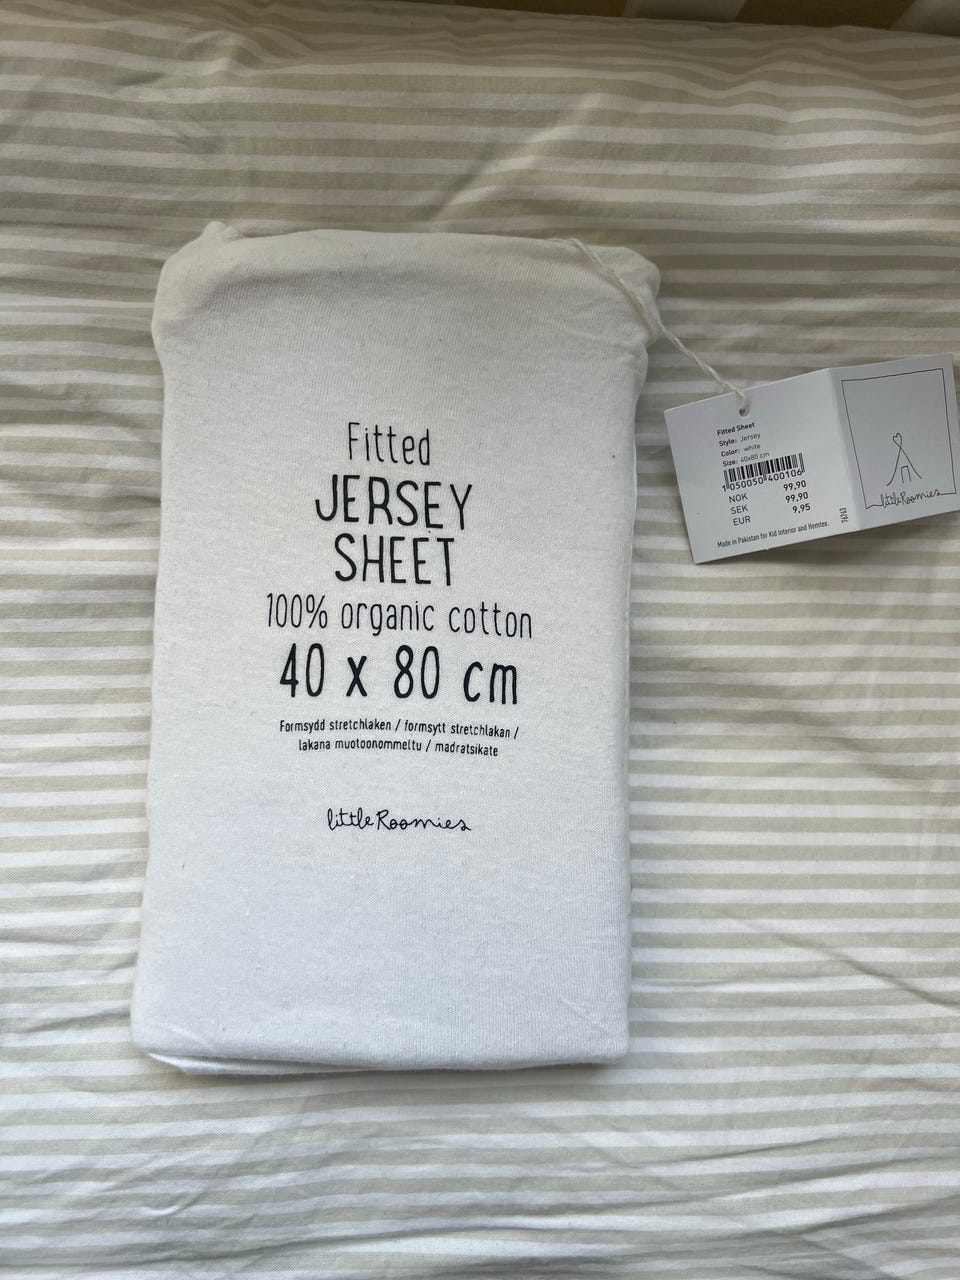 Fitted
JERSEY
SHEET
100% organic cotton
40 x 80 cm
Formsydd stretchlaken / formsytt stretchlakan /
lakana muotoonommeltu / madratsikate
little Roomies
Fitted Sheet
Style: Jersey
Color: white
Size: 40x80 cm
1050050400106
NOK 99,90
SEK 99,90
EUR 9,95
Made in Pakistan for Kid Interior and Hemtex.
76763
little Roomies